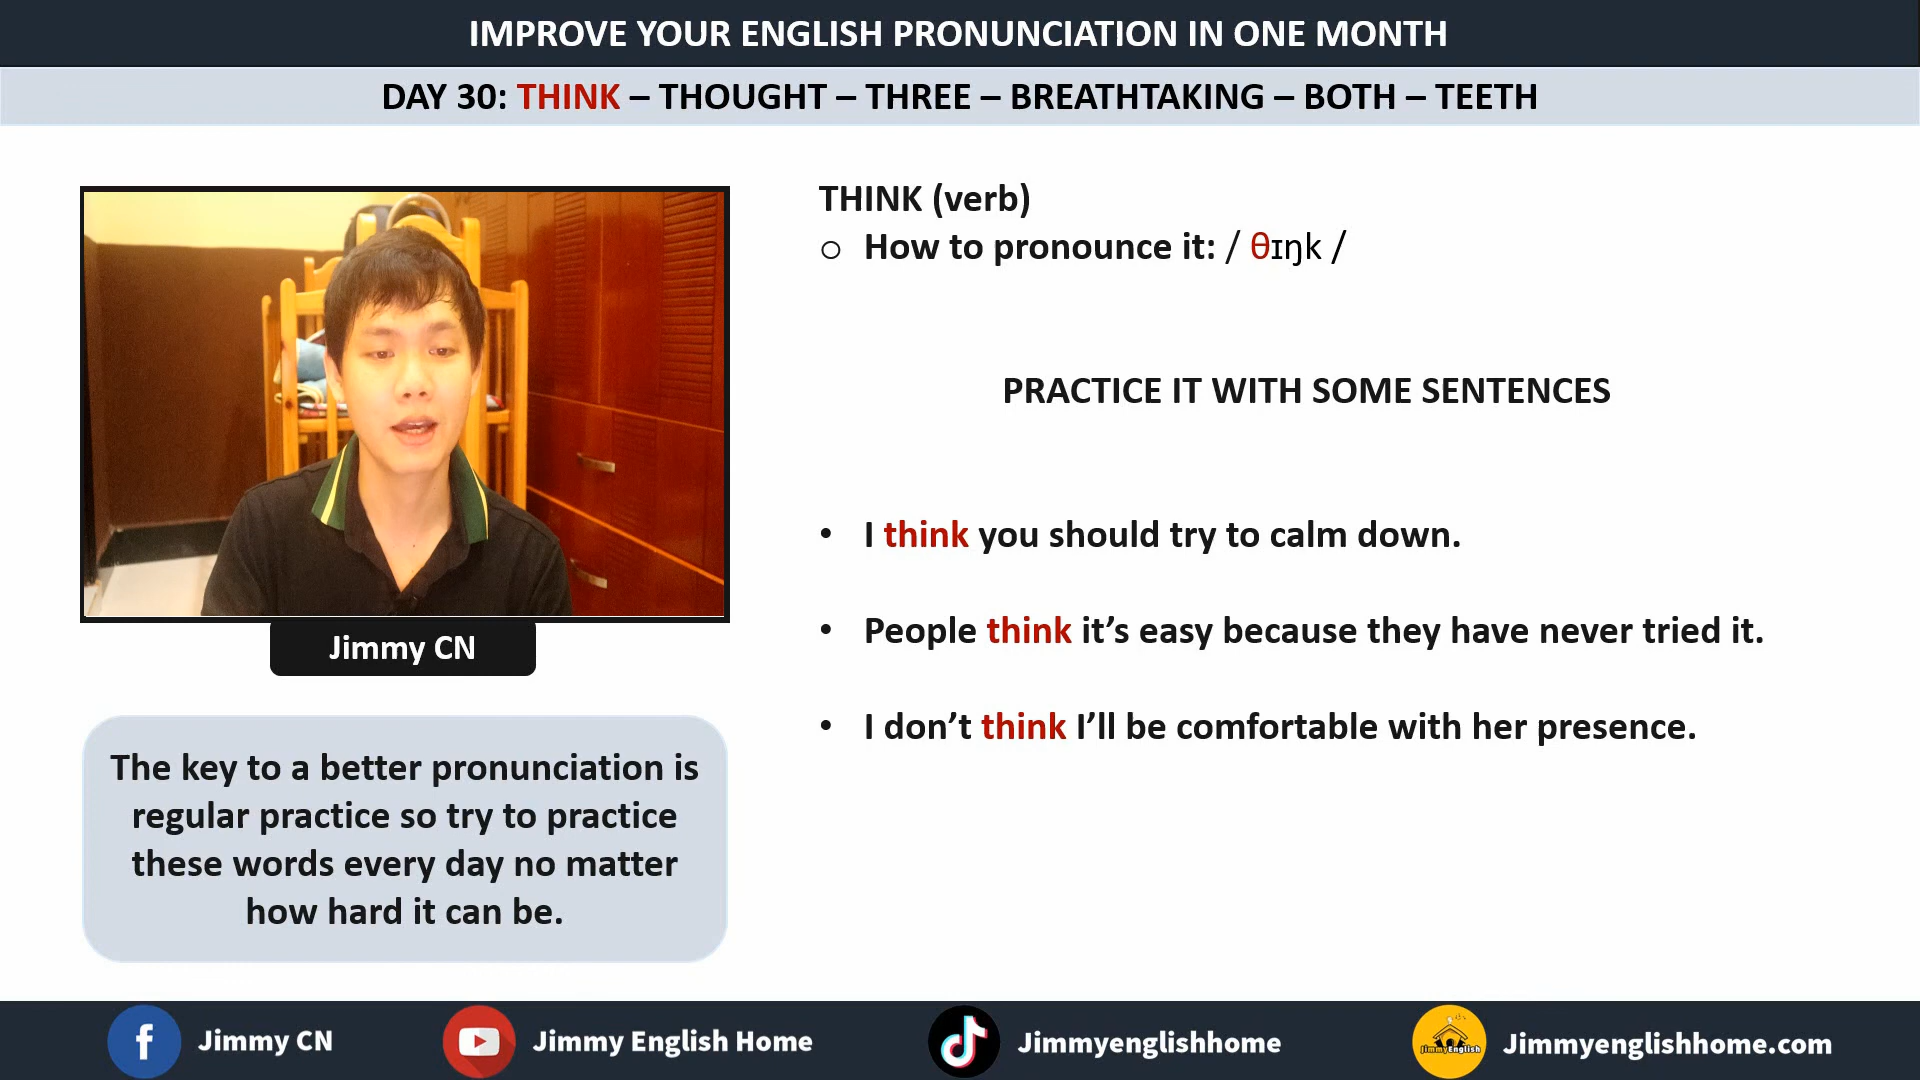 IMPROVE YOUR ENGLISH PRONUNCIATION IN ONE MONTH
DAY 30: THINK – THOUGHT – THREE – BREATHTAKING – BOTH – TEETH
THINK (verb)
o How to pronounce it: / θɪŋk /
PRACTICE IT WITH SOME SENTENCES
• I think you should try to calm down.
• People think it’s easy because they have never tried it.
• I don’t think I’ll be comfortable with her presence.
Jimmy CN
The key to a better pronunciation is
regular practice so try to practice
these words every day no matter
how hard it can be.
f Jimmy CN
Jimmy English Home
Jimmyenglishhome
JimmyEnglish
Jimmyenglishhome.com